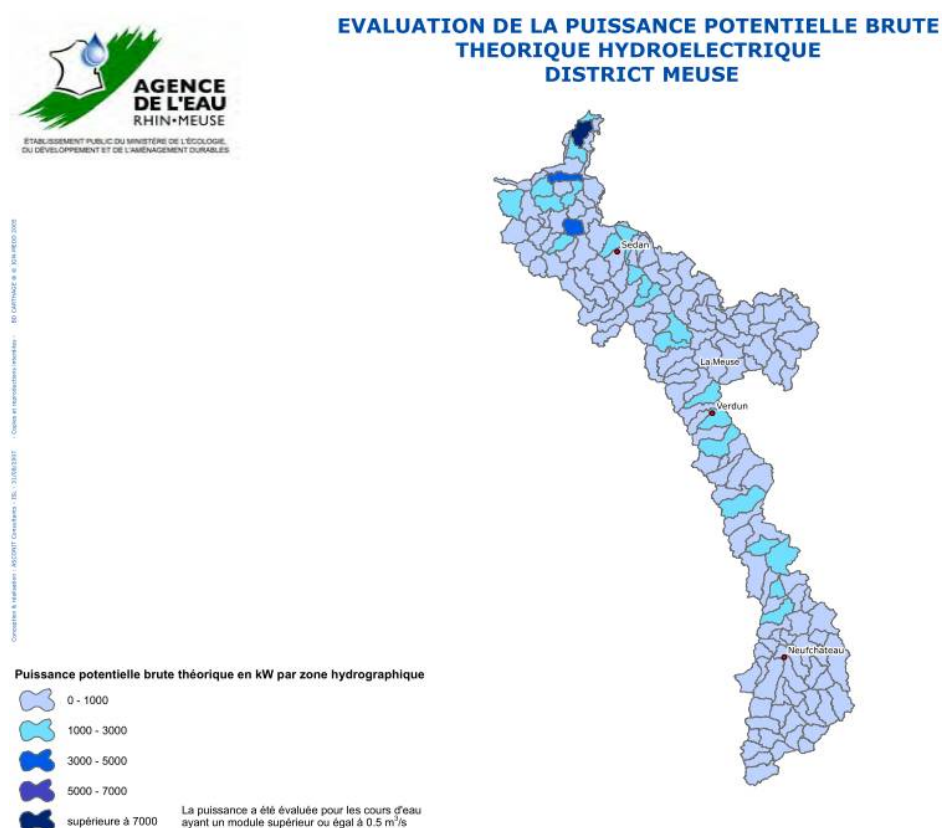 EVALUATION DE LA PUISSANCE POTENTIELLE BRUTE
THEORIQUE HYDROELECTRIQUE
DISTRICT MEUSE
AGENCE
DE L'EAU
RHIN•MEUSE
ÉTABLISSEMENT PUBLIC DU MINISTÈRE DE L'ÉCOLOGIE,
DU DÉVELOPPEMENT ET DE L'AMÉNAGEMENT DURABLES
Sedan
La Meuse
Verdun
Neufchateau
Puissance potentielle brute théorique en kW par zone hydrographique
0 - 1000
1000 - 3000
3000 - 5000
5000 - 7000
supérieure à 7000
La puissance a été évaluée pour les cours d'eau
ayant un module supérieur ou égal à 0.5 m³/s